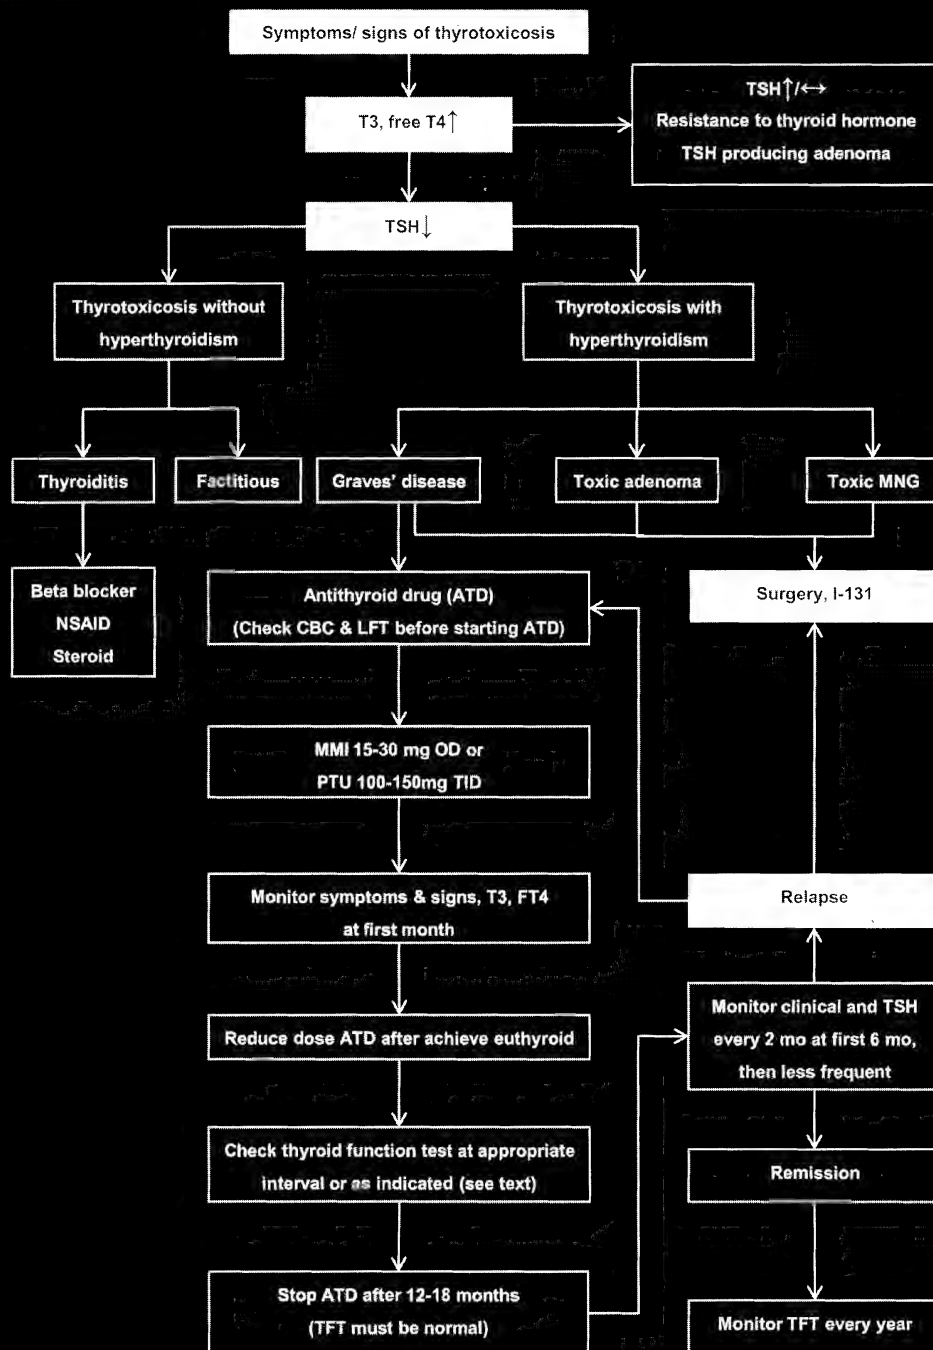 Symptoms/ signs of thyrotoxicosis
T3, free T4↑
TSH↑/↔
Resistance to thyroid hormone
TSH producing adenoma
TSH↓
Thyrotoxicosis without
hyperthyroidism
Thyrotoxicosis with
hyperthyroidism
Thyroiditis
Factitious
Graves' disease
Toxic adenoma
Toxic MNG
Beta blocker
NSAID
Steroid
Antithyroid drug (ATD)
(Check CBC & LFT before starting ATD)
Surgery, I-131
MMI 15-30 mg OD or
PTU 100-150mg TID
Monitor symptoms & signs, T3, FT4
at first month
Relapse
Reduce dose ATD after achieve euthyroid
Monitor clinical and TSH
every 2 mo at first 6 mo,
then less frequent
Check thyroid function test at appropriate
interval or as indicated (see text)
Remission
Stop ATD after 12-18 months
(TFT must be normal)
Monitor TFT every year